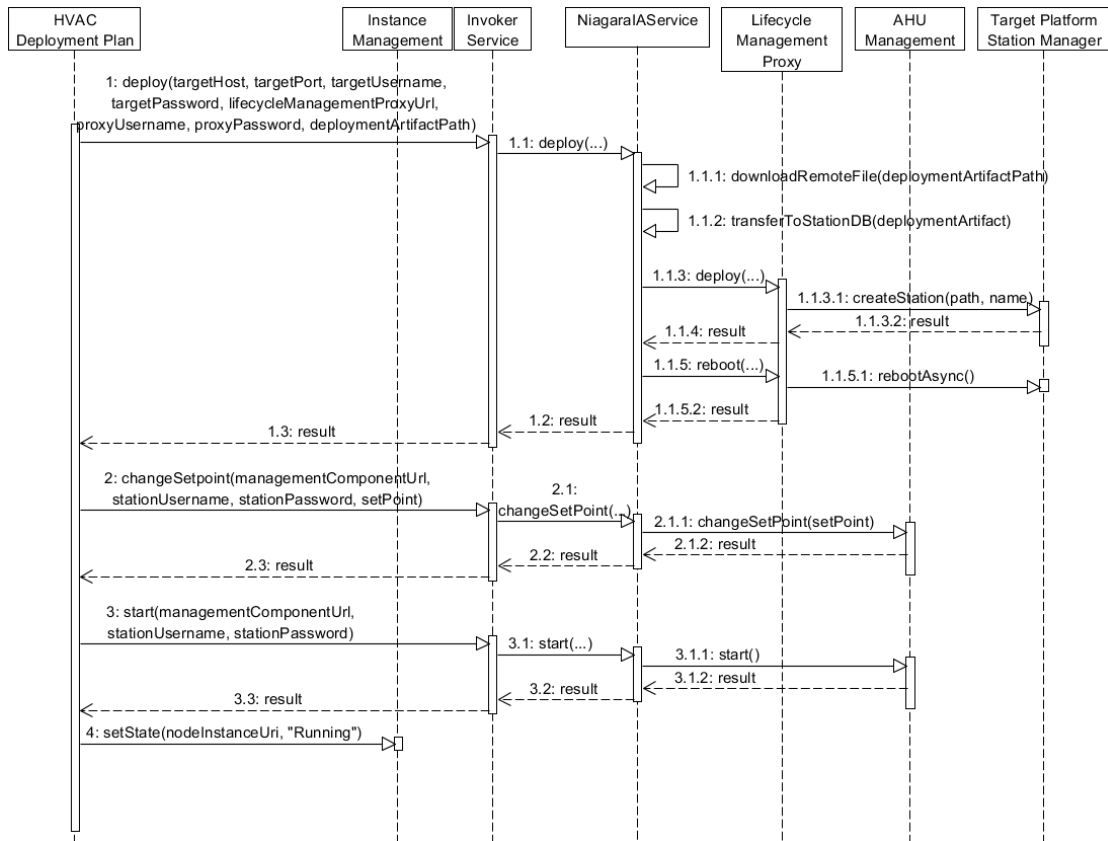 HVAC
Deployment Plan
Instance
Management
Invoker
Service
NiagaraIAService
Lifecycle
Management
Proxy
AHU
Management
Target Platform
Station Manager
1: deploy(targetHost, targetPort, targetUsername,
targetPassword, lifecycleManagementProxyUrl,
proxyUsername, proxyPassword, deploymentArtifactPath)
1.1: deploy(...)
1.1.1: downloadRemoteFile(deploymentArtifactPath)
1.1.2: transferToStationDB(deploymentArtifact)
1.1.3: deploy(...)
1.1.3.1: createStation(path, name)
1.1.3.2: result
1.1.4: result
1.1.5: reboot(...)
1.1.5.1: rebootAsync()
1.1.5.2: result
1.2: result
1.3: result
2: changeSetpoint(managementComponentUrl,
stationUsername, stationPassword, setPoint)
2.1:
changeSetPoint(...)
2.1.1: changeSetPoint(setPoint)
2.1.2: result
2.2: result
2.3: result
3: start(managementComponentUrl,
stationUsername, stationPassword)
3.1: start(...)
3.1.1: start()
3.1.2: result
3.2: result
3.3: result
4: setState(nodeInstanceUri, "Running")